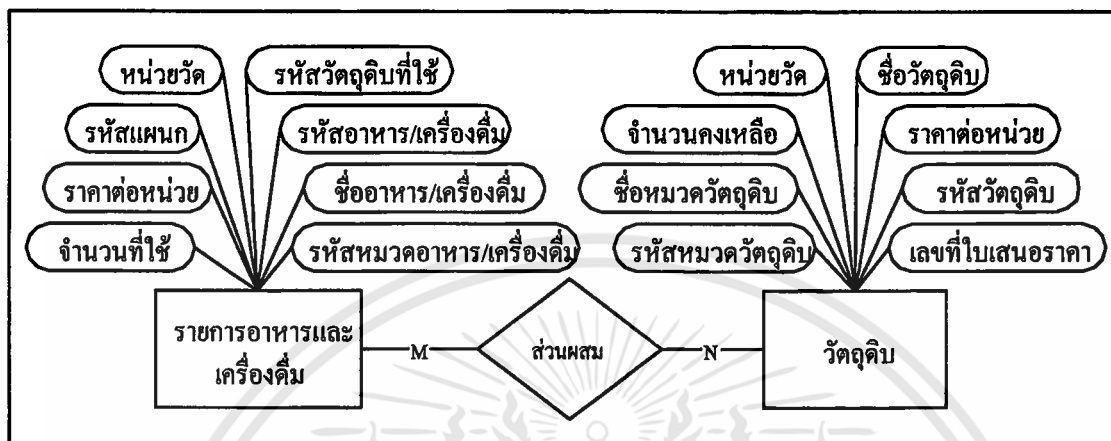 หน่วยวัด
รหัสวัตถุดิบที่ใช้
หน่วยวัด
ชื่อวัตถุดิบ
รหัสแผนก
รหัสอาหาร/เครื่องดื่ม
จำนวนคงเหลือ
ราคาต่อหน่วย
ราคาต่อหน่วย
ชื่ออาหาร/เครื่องดื่ม
ชื่อหมวดวัตถุดิบ
รหัสวัตถุดิบ
จำนวนที่ใช้
รหัสหมวดอาหาร/เครื่องดื่ม
รหัสหมวดวัตถุดิบ
เลขที่ใบเสนอราคา
รายการอาหารและ
เครื่องดื่ม
M
ส่วนผสม
N
วัตถุดิบ